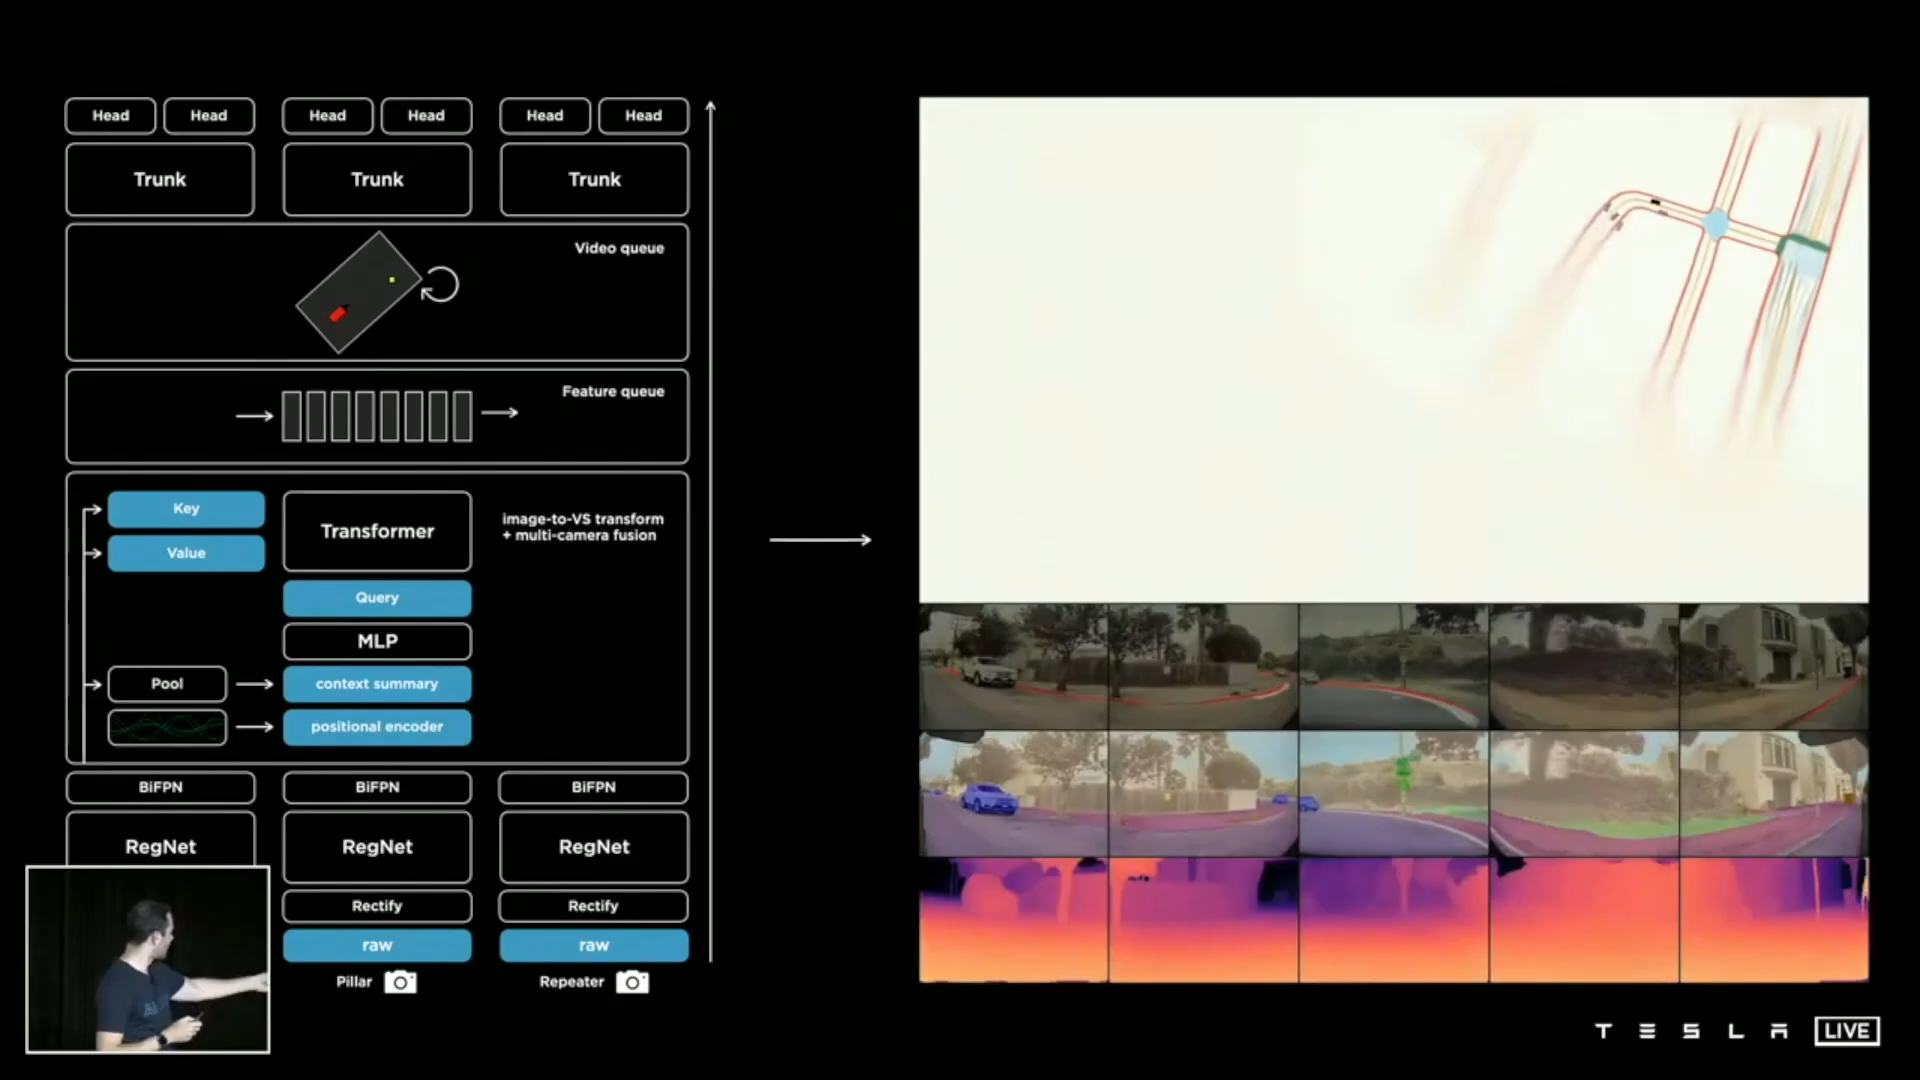 Head Head Head Head Head Head
Trunk Trunk Trunk
Video queue
Feature queue
Key
Value
Transformer
image-to-VS transform
+ multi-camera fusion
Query
MLP
Pool
context summary
positional encoder
BiFPN BiFPN BiFPN
RegNet RegNet RegNet
Rectify Rectify
raw raw
Pillar Repeater
TESLA LIVE